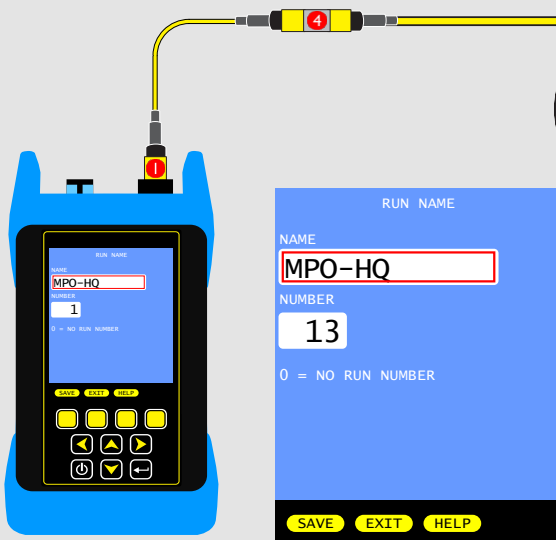 4
1
RUN NAME
NAME
MPO-HQ
NUMBER
1
0 = NO RUN NUMBER
SAVE EXIT HELP
RUN NAME
NAME
MPO-HQ
NUMBER
13
0 = NO RUN NUMBER
SAVE EXIT HELP